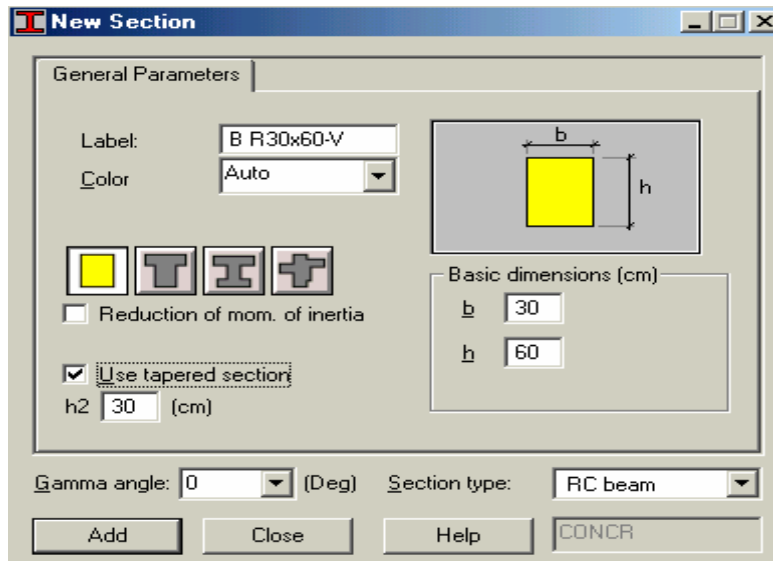 New Section
General Parameters
Label: B R30x60-V
Color Auto
b
h
Reduction of mom. of inertia
Basic dimensions (cm)
b 30
h 60
Use tapered section
h2 30 (cm)
Gamma angle: 0 (Deg) Section type: RC beam
Add Close Help CONCR